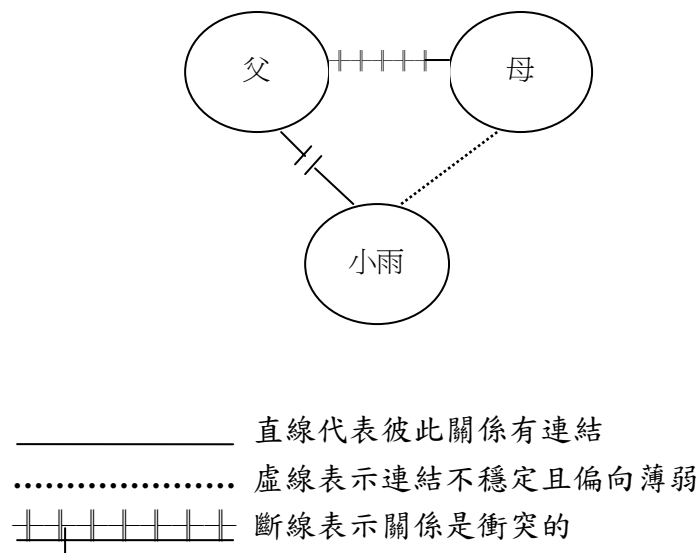 父
母
小雨
直線代表彼此關係有連結
虛線表示連結不穩定且偏向薄弱
斷線表示關係是衝突的